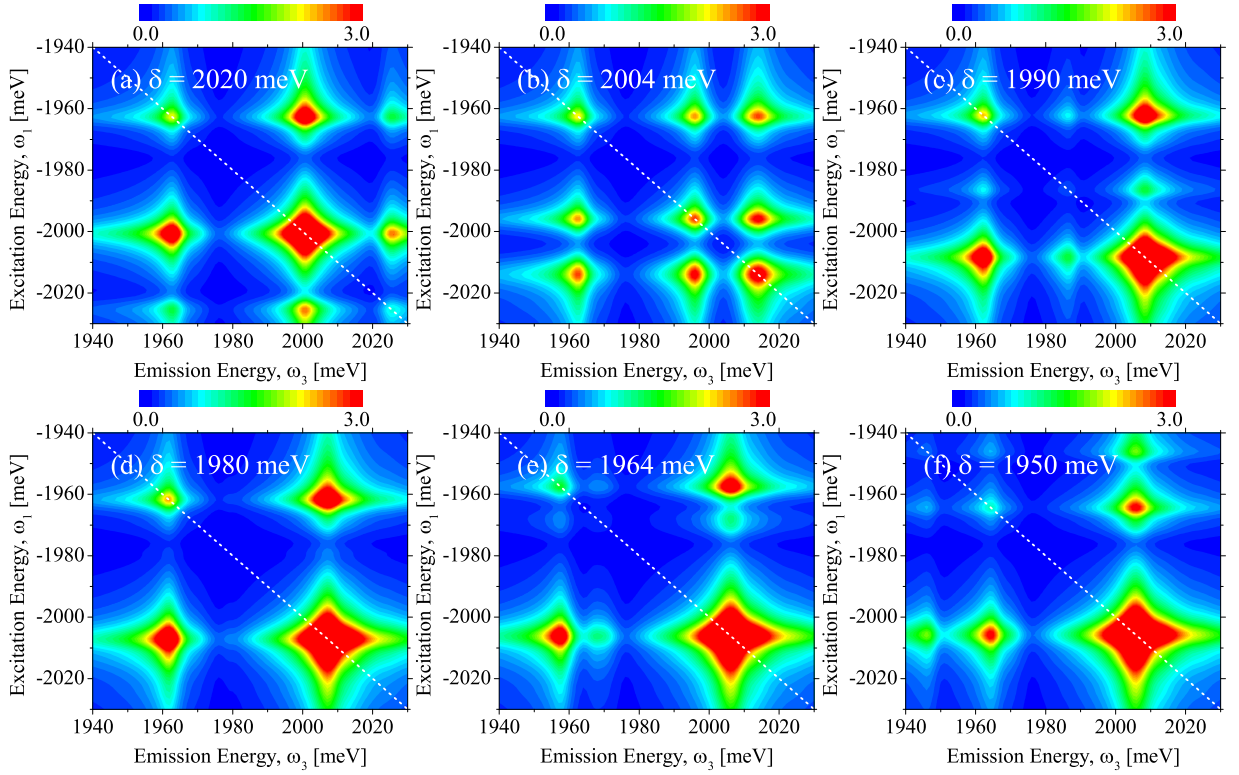 0.0 3.0 0.0 3.0 0.0 3.0
(a) δ = 2020 meV
(b) δ = 2004 meV
(c) δ = 1990 meV
-1940
-1960
-1980
-2000
-2020
Excitation Energy, ω₁ [meV]
1940 1960 1980 2000 2020
Emission Energy, ω₃ [meV]
-1940
-1960
-1980
-2000
-2020
Excitation Energy, ω₁ [meV]
1940 1960 1980 2000 2020
Emission Energy, ω₃ [meV]
-1940
-1960
-1980
-2000
-2020
Excitation Energy, ω₁ [meV]
1940 1960 1980 2000 2020
Emission Energy, ω₃ [meV]
0.0 3.0 0.0 3.0 0.0 3.0
(d) δ = 1980 meV
(e) δ = 1964 meV
(f) δ = 1950 meV
-1940
-1960
-1980
-2000
-2020
Excitation Energy, ω₁ [meV]
1940 1960 1980 2000 2020
Emission Energy, ω₃ [meV]
-1940
-1960
-1980
-2000
-2020
Excitation Energy, ω₁ [meV]
1940 1960 1980 2000 2020
Emission Energy, ω₃ [meV]
-1940
-1960
-1980
-2000
-2020
Excitation Energy, ω₁ [meV]
1940 1960 1980 2000 2020
Emission Energy, ω₃ [meV]